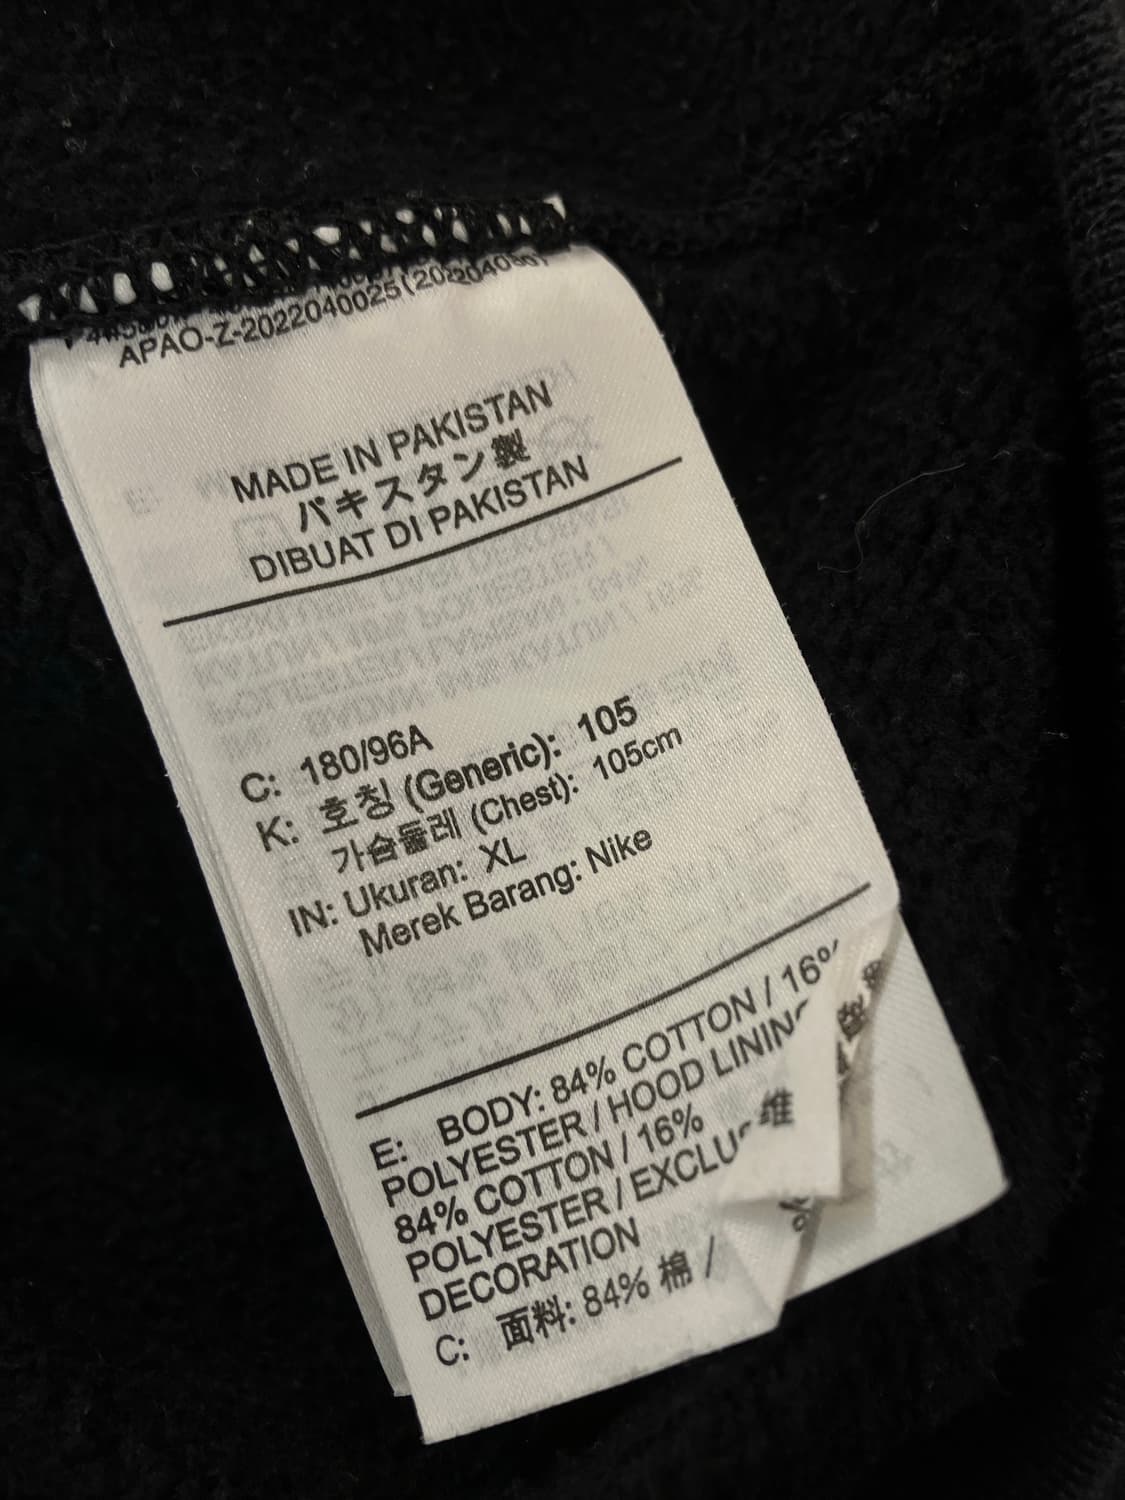 APAO-Z-2022040025(20220405
MADE IN PAKISTAN
パキスタン製
DIBUAT DI PAKISTAN
C: 180/96A
K: 호칭 (Generic): 105
가슴둘레 (Chest): 105cm
IN: Ukuran: XL
Merek Barang: Nike
E: BODY: 84% COTTON / 16%
POLYESTER / HOOD LINING
84% COTTON / 16%
POLYESTER / EXCLU
维
DECORATION
C: 面料: 84% 棉 /
%